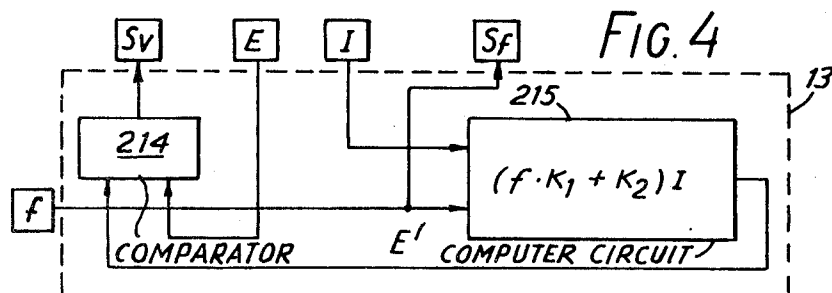 Sv E I Sf FIG. 4
13
215
214
(f·K₁ + K₂) I
f
COMPARATOR E' COMPUTER CIRCUIT